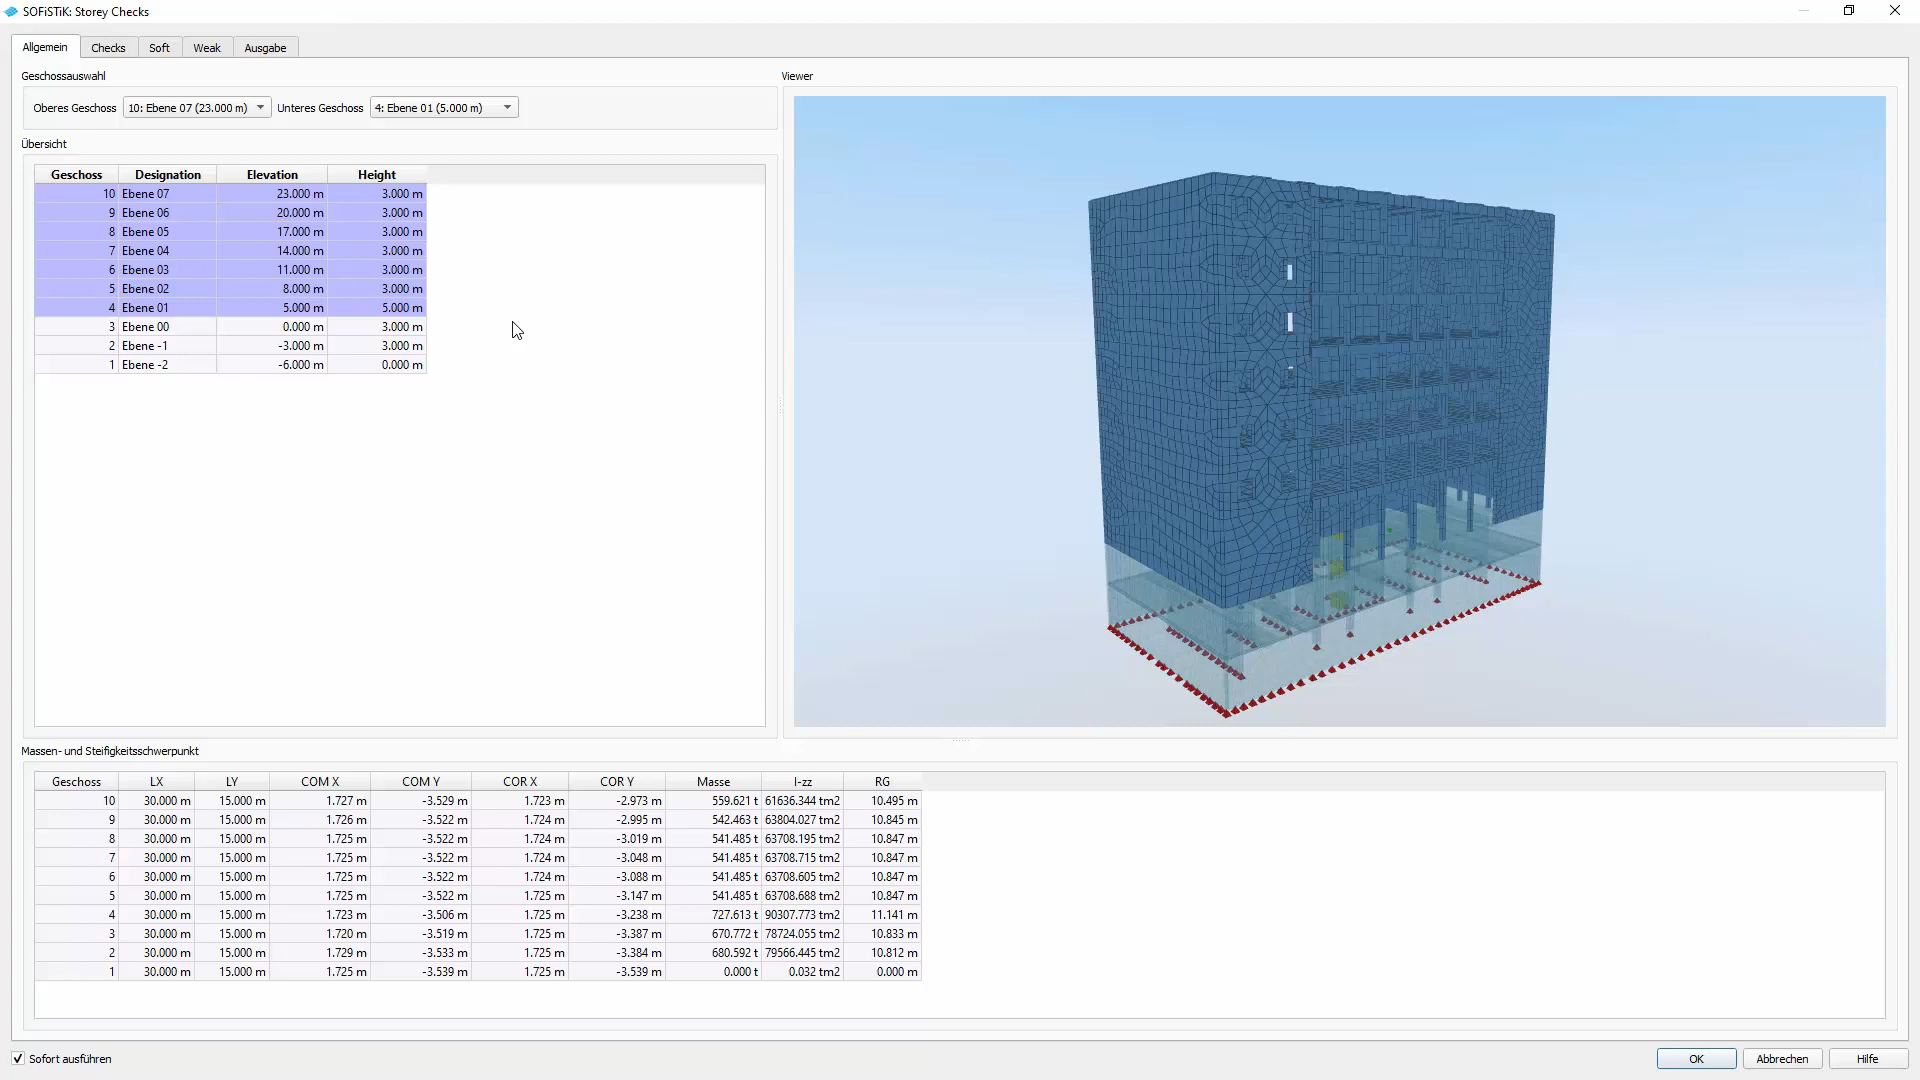 SOFiSTiK: Storey Checks
Allgemein Checks Soft Weak Ausgabe
Geschossauswahl
Oberes Geschoss 10: Ebene 07 (23.000 m) Unteres Geschoss 4: Ebene 01 (5.000 m)
Übersicht
Geschoss Designation Elevation Height
10 Ebene 07 23.000 m 3.000 m
9 Ebene 06 20.000 m 3.000 m
8 Ebene 05 17.000 m 3.000 m
7 Ebene 04 14.000 m 3.000 m
6 Ebene 03 11.000 m 3.000 m
5 Ebene 02 8.000 m 3.000 m
4 Ebene 01 5.000 m 5.000 m
3 Ebene 00 0.000 m 3.000 m
2 Ebene -1 -3.000 m 3.000 m
1 Ebene -2 -6.000 m 0.000 m
Viewer
Massen- und Steifigkeitsschwerpunkt
Geschoss LX LY COM X COM Y COR X COR Y Masse I-zz RG
10 30.000 m 15.000 m 1.727 m -3.529 m 1.723 m -2.973 m 559.621 t 61636.344 tm2 10.495 m
9 30.000 m 15.000 m 1.726 m -3.522 m 1.724 m -2.995 m 542.463 t 63804.027 tm2 10.845 m
8 30.000 m 15.000 m 1.725 m -3.522 m 1.724 m -3.019 m 541.485 t 63708.195 tm2 10.847 m
7 30.000 m 15.000 m 1.725 m -3.522 m 1.724 m -3.048 m 541.485 t 63708.715 tm2 10.847 m
6 30.000 m 15.000 m 1.725 m -3.522 m 1.724 m -3.088 m 541.485 t 63708.605 tm2 10.847 m
5 30.000 m 15.000 m 1.725 m -3.522 m 1.725 m -3.147 m 541.485 t 63708.688 tm2 10.847 m
4 30.000 m 15.000 m 1.723 m -3.506 m 1.725 m -3.238 m 727.613 t 90307.773 tm2 11.141 m
3 30.000 m 15.000 m 1.720 m -3.519 m 1.725 m -3.387 m 670.772 t 78724.055 tm2 10.833 m
2 30.000 m 15.000 m 1.729 m -3.533 m 1.725 m -3.384 m 680.592 t 79566.445 tm2 10.812 m
1 30.000 m 15.000 m 1.725 m -3.539 m 1.725 m -3.539 m 0.000 t 0.032 tm2 0.000 m
Sofort ausführen OK Abbrechen Hilfe